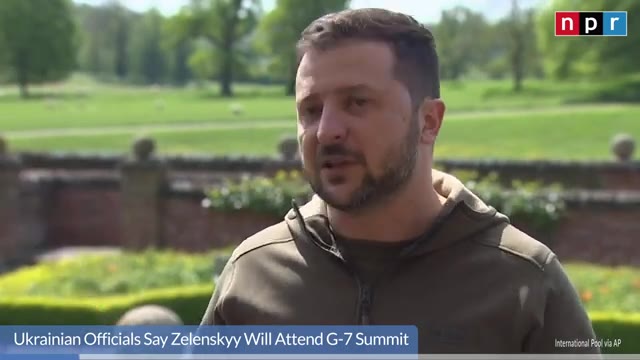 npr
Ukrainian Officials Say Zelenskyy Will Attend G-7 Summit
International Pool via AP